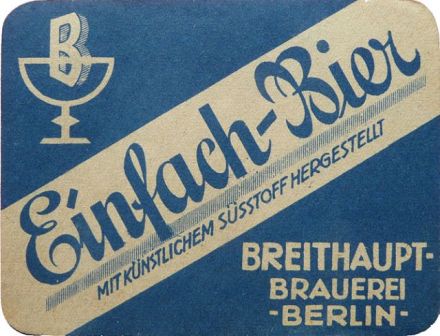 B
Einfach-Bier
MIT KÜNSTLICHEM SÜSSTOFF HERGESTELLT
BREITHAUPT-
BRAUEREI
-BERLIN-